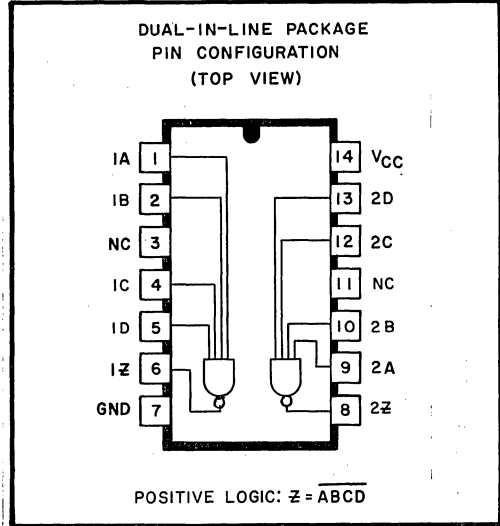 DUAL-IN-LINE PACKAGE
PIN CONFIGURATION
(TOP VIEW)
1A 1 14 VCC
1B 2 13 2D
NC 3 12 2C
1C 4 11 NC
1D 5 10 2B
1Z 6 9 2A
GND 7 8 2Z
POSITIVE LOGIC: Z = A̅B̅C̅D̅